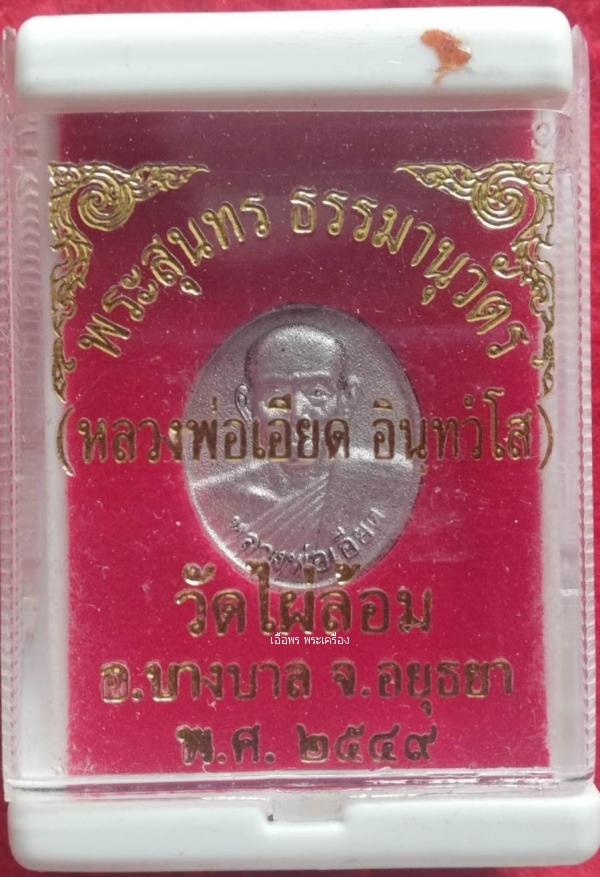 พระสุนทร ธรรมานุวัตร
(หลวงพ่อเอียด อินฺทวํโส)
หลวงพ่อเอียด
วัดไผ่ล้อม
เอื้อพร พระเครื่อง
อ.บางบาล จ.อยุธยา
พ.ศ. ๒๕๔๙